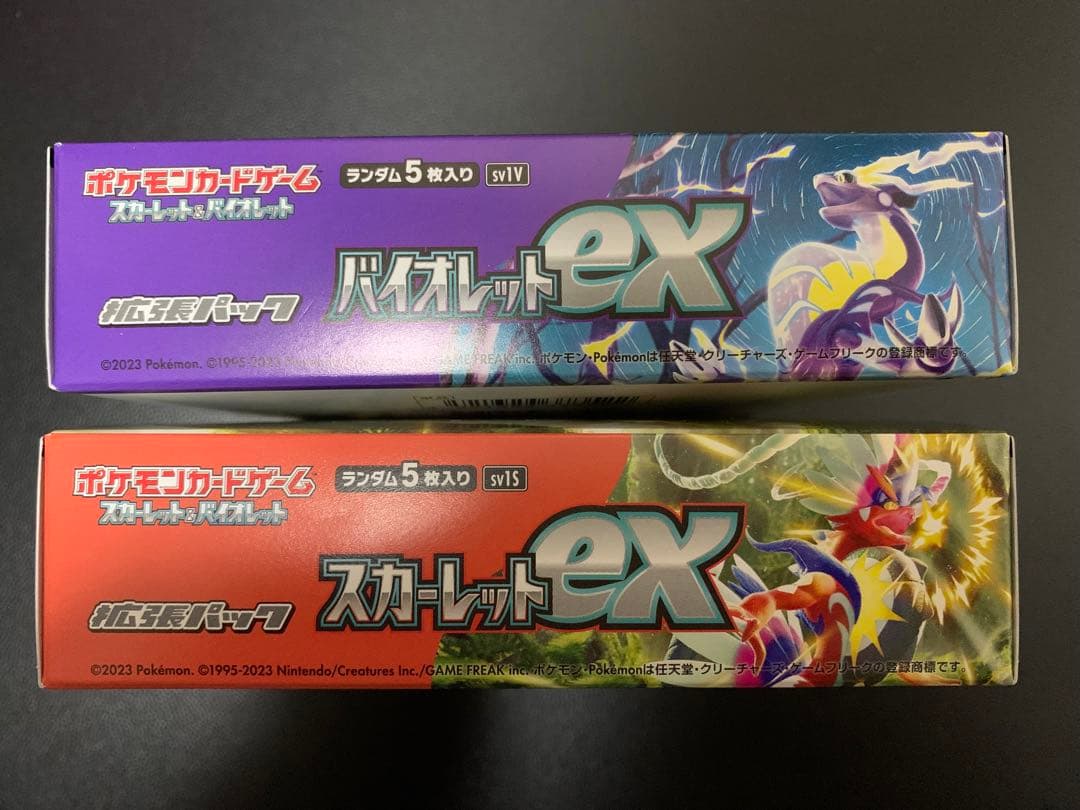 ポケモンカードゲーム
スカーレット&バイオレット
ランダム5枚入り sv1V
バイオレットex
拡張パック
©2023 Pokémon. ©1995-2023 GAME FREAK inc. ポケモン・Pokémonは任天堂・クリーチャーズ・ゲームフリークの登録商標です。
ポケモンカードゲーム
スカーレット&バイオレット
ランダム5枚入り sv1S
スカーレットex
拡張パック
©2023 Pokémon. ©1995-2023 Nintendo/Creatures Inc./GAME FREAK inc. ポケモン・Pokémonは任天堂・クリーチャーズ・ゲームフリークの登録商標です。